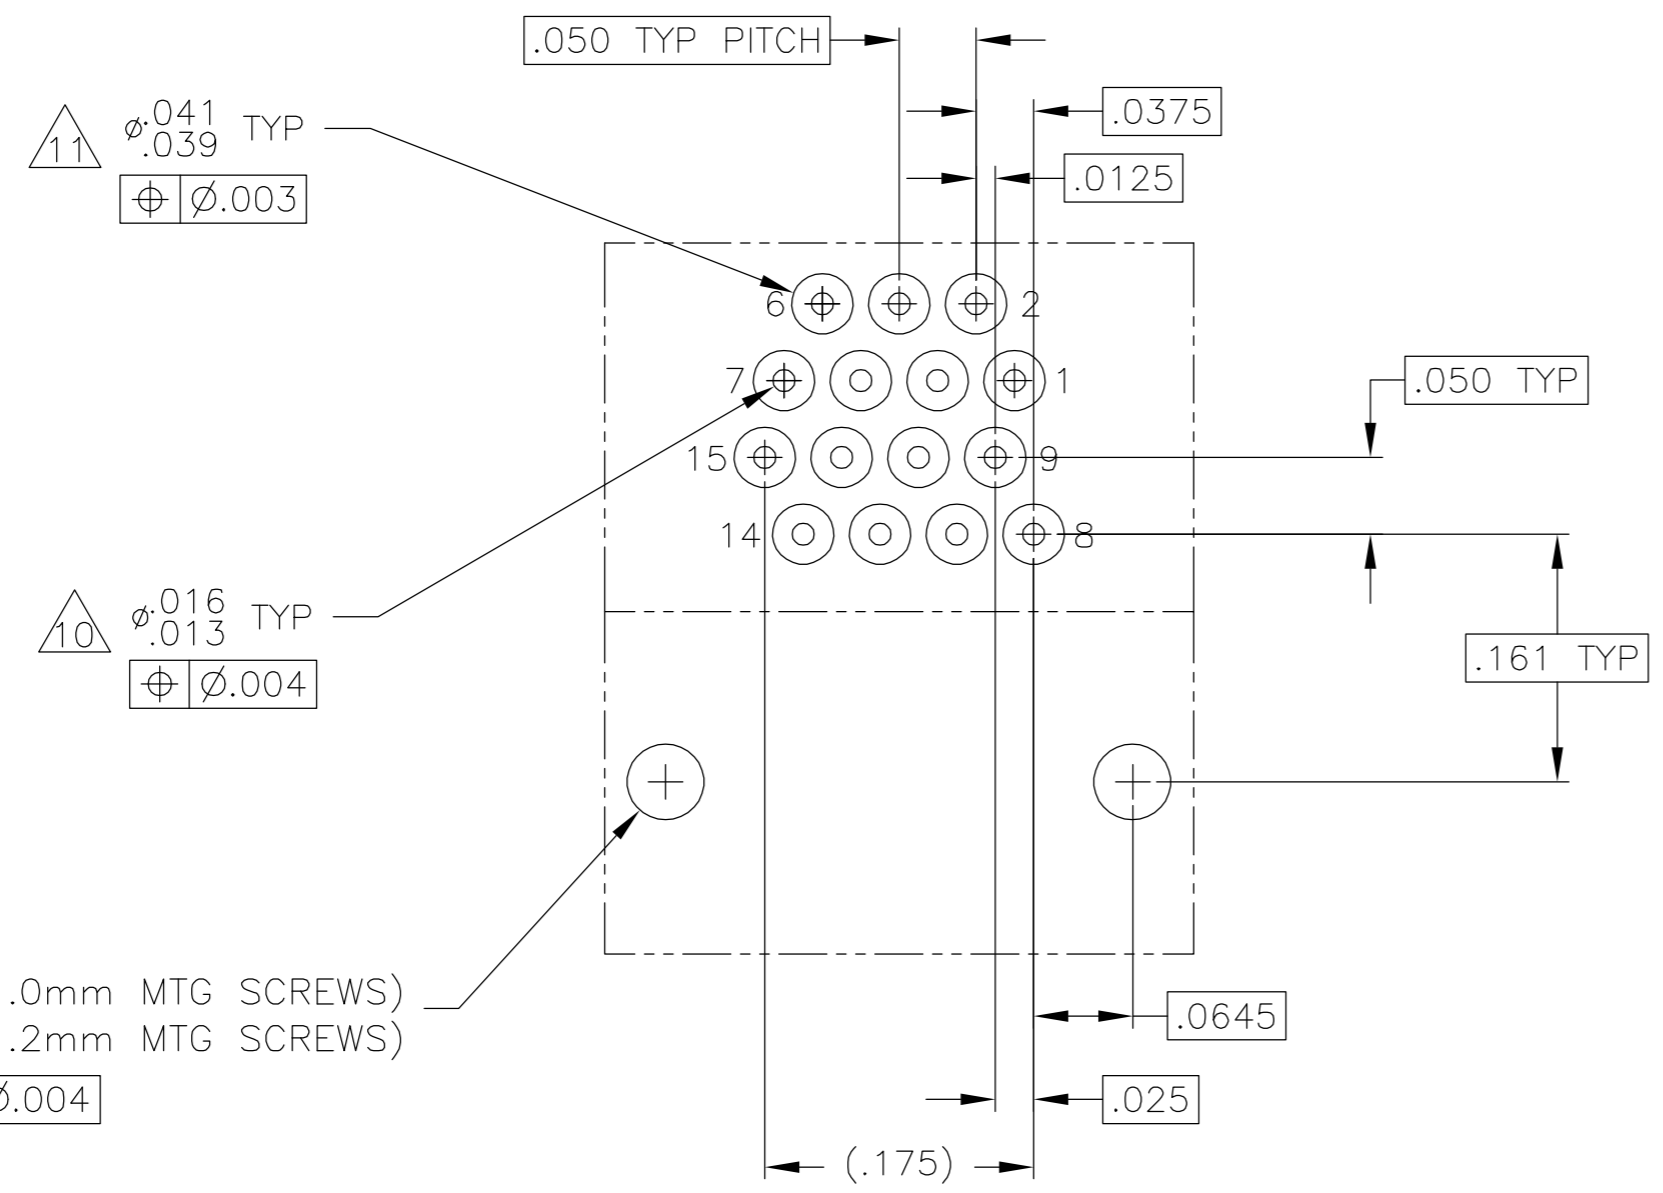 .050 TYP PITCH
.0375
.0125
11
⌀.041 TYP
.039
⌖ ⌀.003
6
2
7
1
.050 TYP
15
9
14
8
10
⌀.016 TYP
.013
⌖ ⌀.004
.161 TYP
.0mm MTG SCREWS)
.2mm MTG SCREWS)
⌀.004
.0645
.025
(.175)